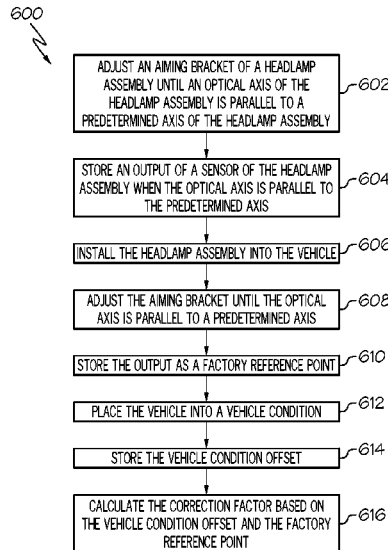 600
ADJUST AN AIMING BRACKET OF A HEADLAMP
ASSEMBLY UNTIL AN OPTICAL AXIS OF THE
HEADLAMP ASSEMBLY IS PARALLEL TO A
PREDETERMINED AXIS OF THE HEADLAMP ASSEMBLY
602
STORE AN OUTPUT OF A SENSOR OF THE HEADLAMP
ASSEMBLY WHEN THE OPTICAL AXIS IS PARALLEL TO
THE PREDETERMINED AXIS
604
INSTALL THE HEADLAMP ASSEMBLY INTO THE VEHICLE
606
ADJUST THE AIMING BRACKET UNTIL THE OPTICAL
AXIS IS PARALLEL TO A PREDETERMINED AXIS
608
STORE THE OUTPUT AS A FACTORY REFERENCE POINT
610
PLACE THE VEHICLE INTO A VEHICLE CONDITION
612
STORE THE VEHICLE CONDITION OFFSET
614
CALCULATE THE CORRECTION FACTOR BASED ON
THE VEHICLE CONDITION OFFSET AND THE FACTORY
REFERENCE POINT
616